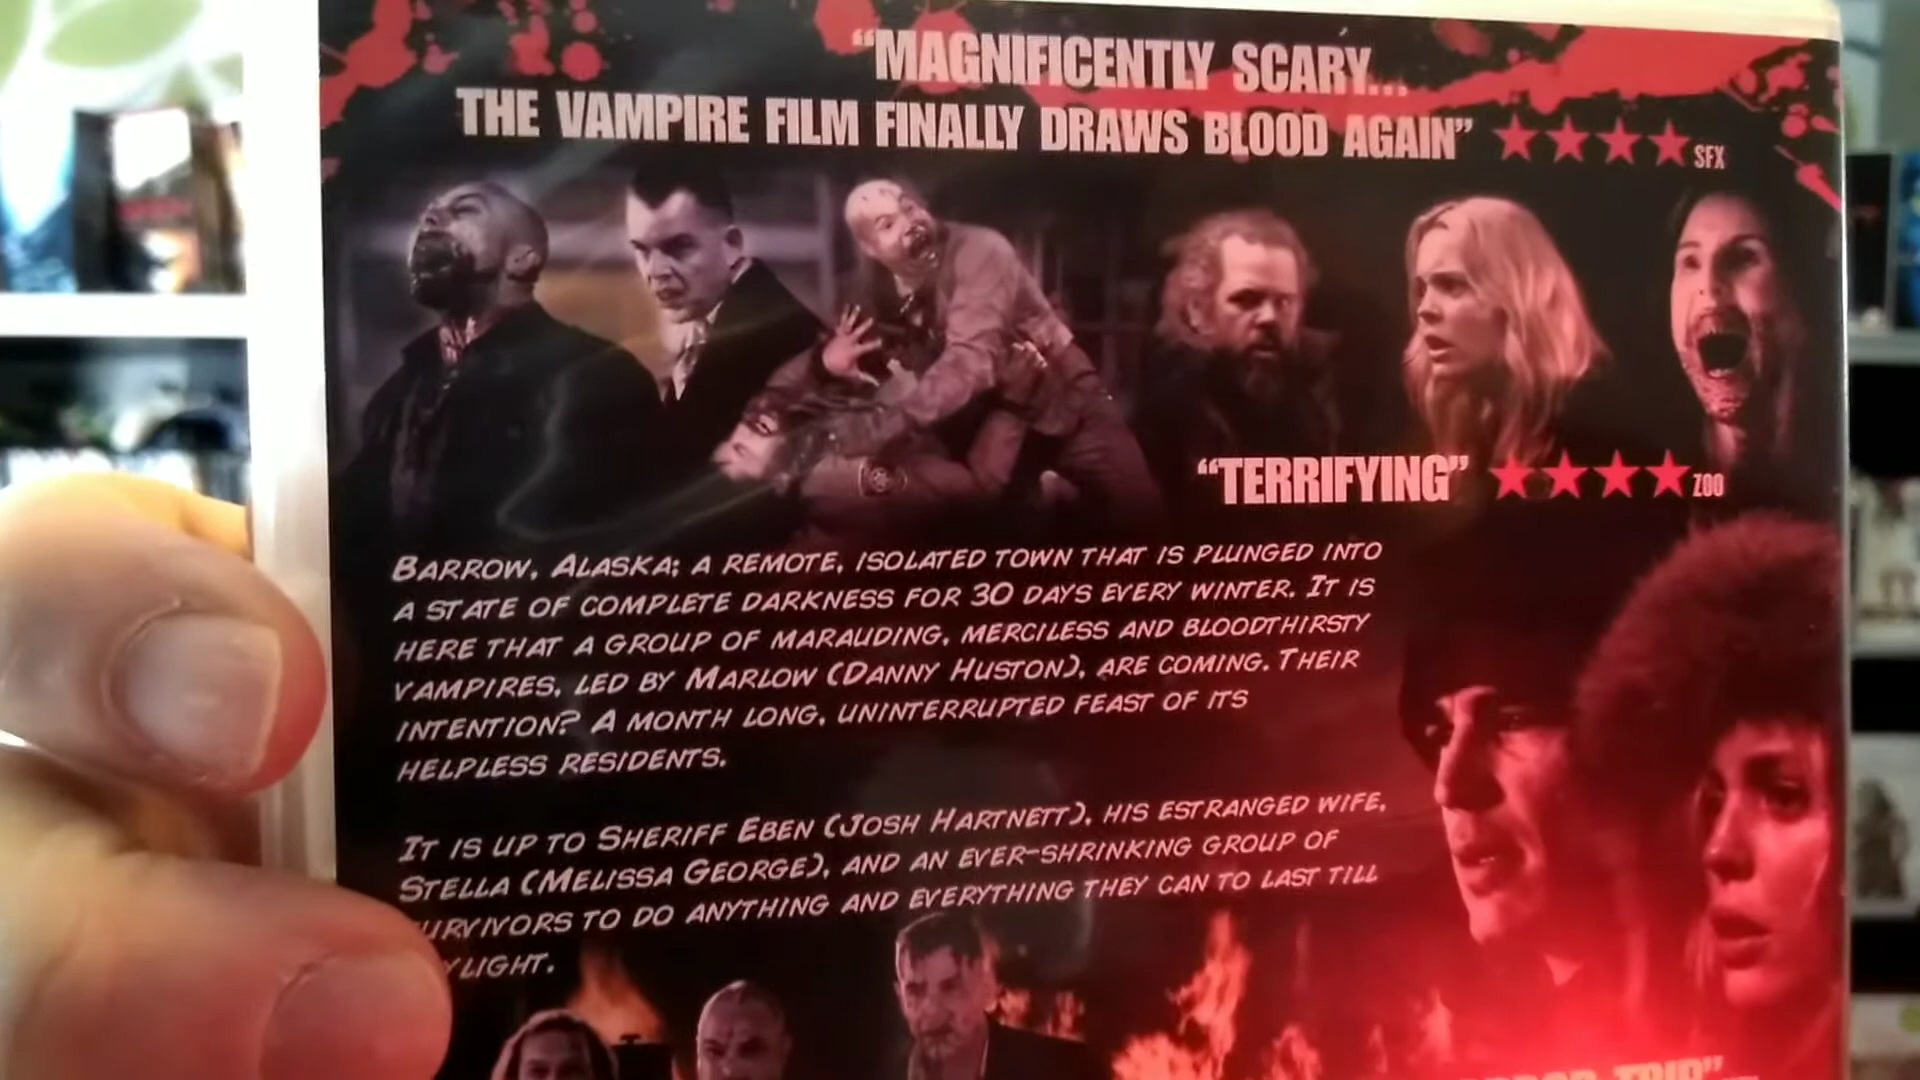 "MAGNIFICENTLY SCARY...
THE VAMPIRE FILM FINALLY DRAWS BLOOD AGAIN" ★★★★ SFX
"TERRIFYING" ★★★★ ZOO
BARROW, ALASKA; A REMOTE, ISOLATED TOWN THAT IS PLUNGED INTO
A STATE OF COMPLETE DARKNESS FOR 30 DAYS EVERY WINTER. IT IS
HERE THAT A GROUP OF MARAUDING, MERCILESS AND BLOODTHIRSTY
VAMPIRES, LED BY MARLOW (DANNY HUSTON), ARE COMING. THEIR
INTENTION? A MONTH LONG, UNINTERRUPTED FEAST OF ITS
HELPLESS RESIDENTS.
IT IS UP TO SHERIFF EBEN (JOSH HARTNETT), HIS ESTRANGED WIFE,
STELLA (MELISSA GEORGE), AND AN EVER-SHRINKING GROUP OF
URVIVORS TO DO ANYTHING AND EVERYTHING THEY CAN TO LAST TILL
YLIGHT.
TRIP"